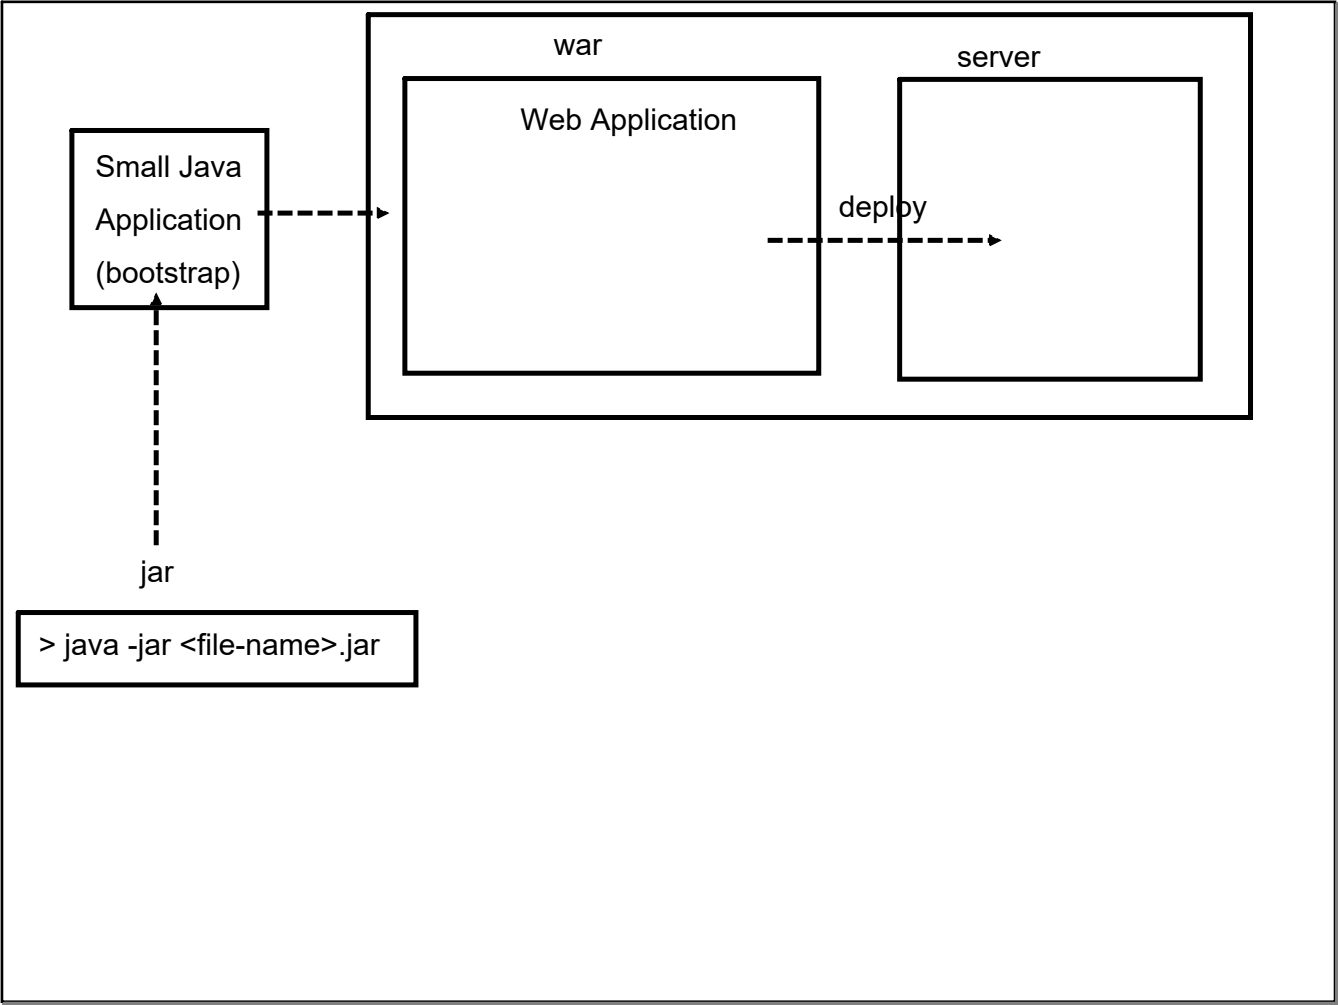 war
server
Web Application
Small Java
Application
(bootstrap)
deploy
jar
> java -jar <file-name>.jar